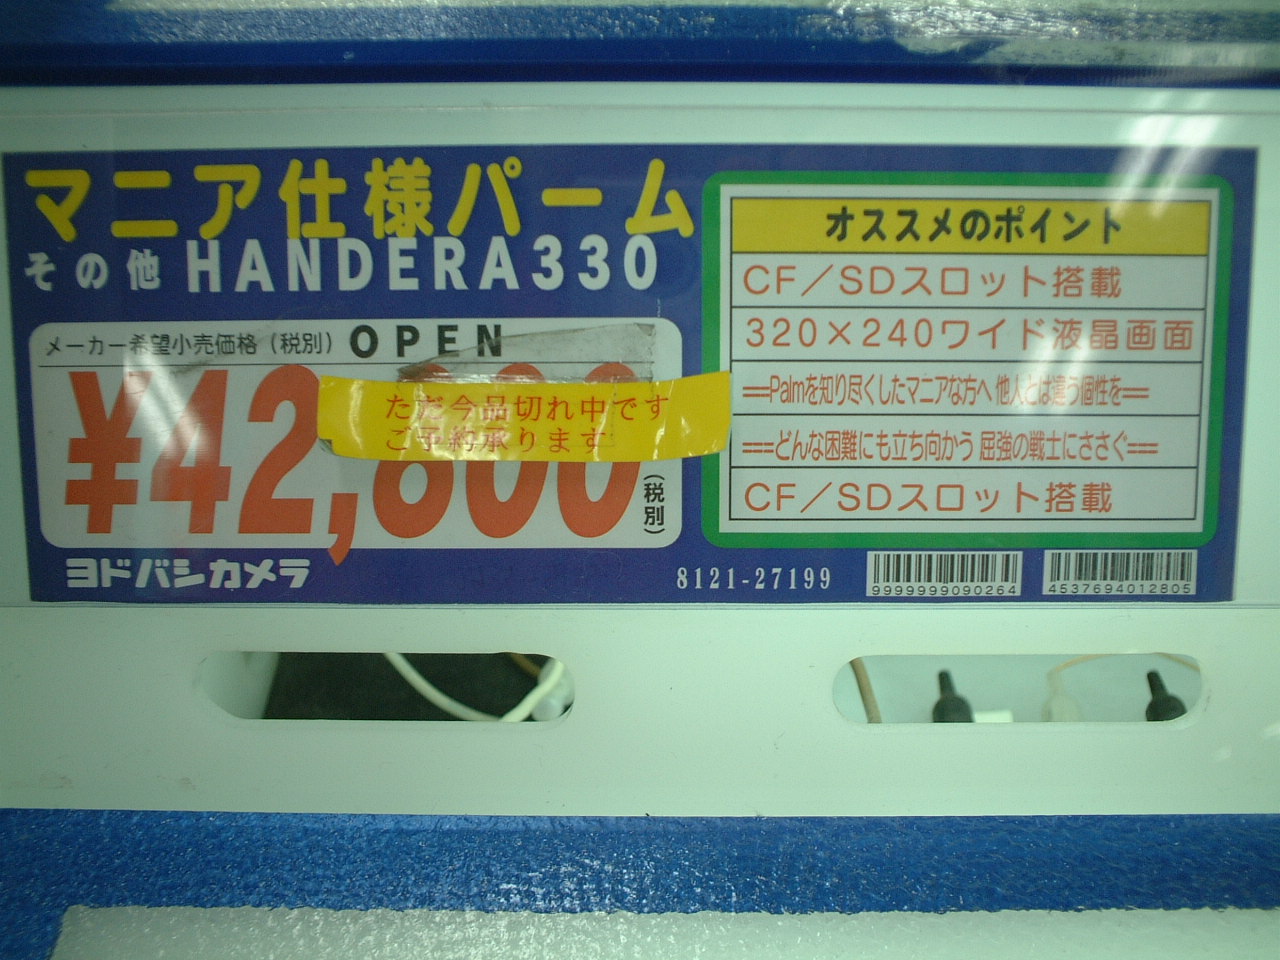 マニア仕様パーム
その他 HANDERA330
メーカー希望小売価格(税別) OPEN
¥42,800
(税別)
ただ今品切れ中です
ご予約承ります
ヨドバシカメラ
オススメのポイント
CF/SDスロット搭載
320×240ワイド液晶画面
==Palmを知り尽くしたマニアな方へ 他人とは違う個性を==
==どんな困難にも立ち向かう 屈強の戦士にささぐ==
CF/SDスロット搭載
8121-27199
9999999090264
4537694012805